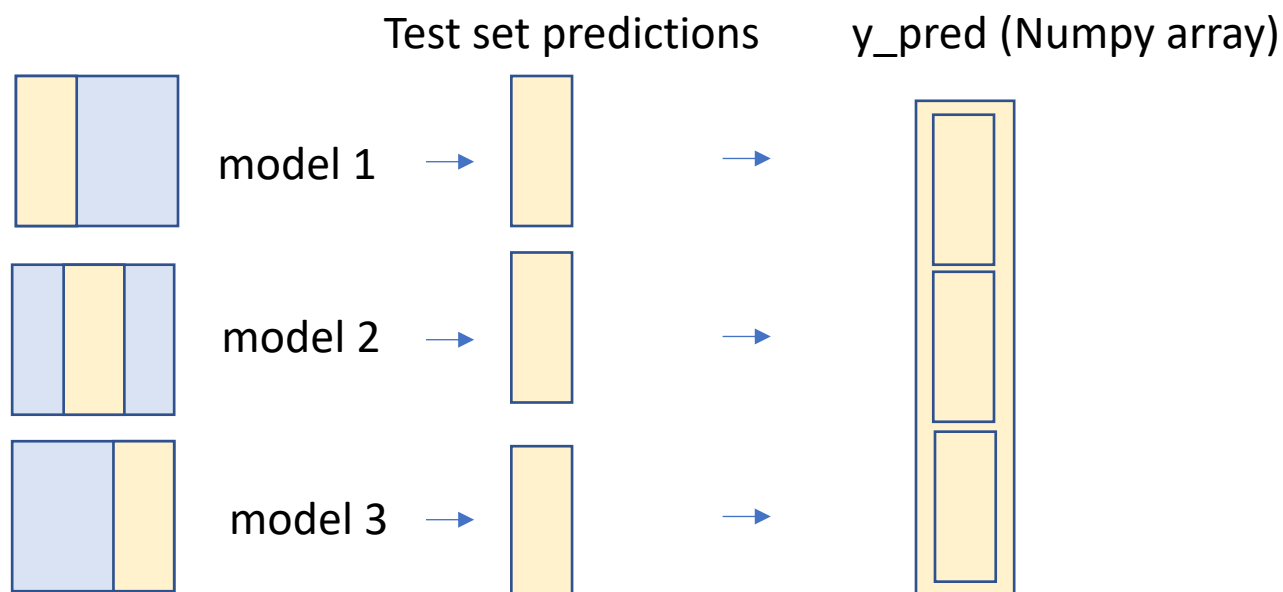 Test set predictions
y_pred (Numpy array)
model 1
model 2
model 3